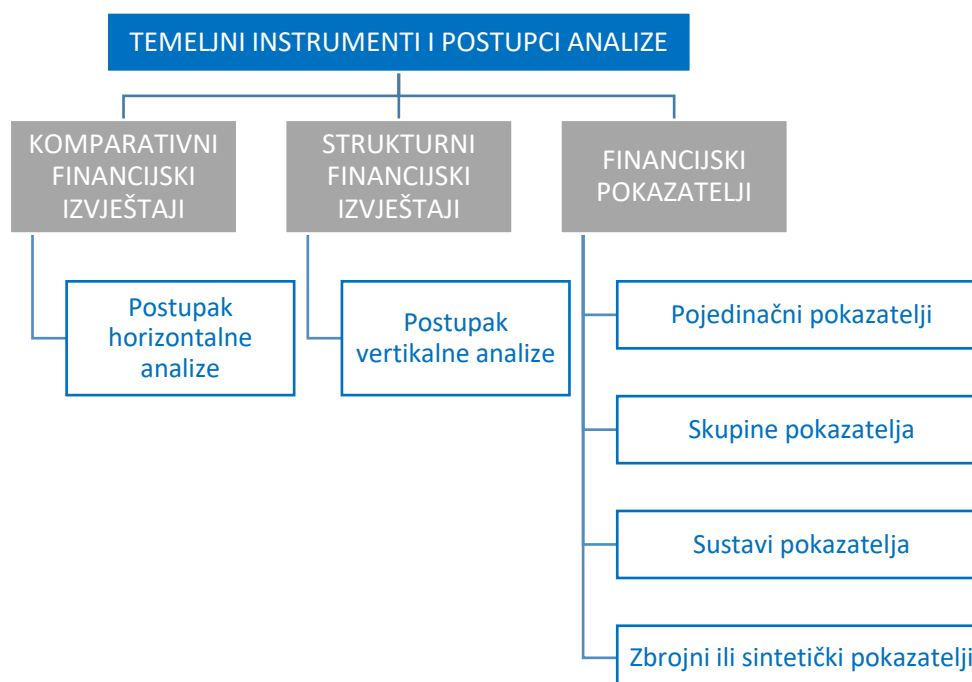 TEMELJNI INSTRUMENTI I POSTUPCI ANALIZE
KOMPARATIVNI
FINANCIJSKI
IZVJEŠTAJI
Postupak
horizontalne
analize
STRUKTURNI
FINANCIJSKI
IZVJEŠTAJI
Postupak
vertikalne analize
FINANCIJSKI
POKAZATELJI
Pojedinačni pokazatelji
Skupine pokazatelja
Sustavi pokazatelja
Zbrojni ili sintetički pokazatelji